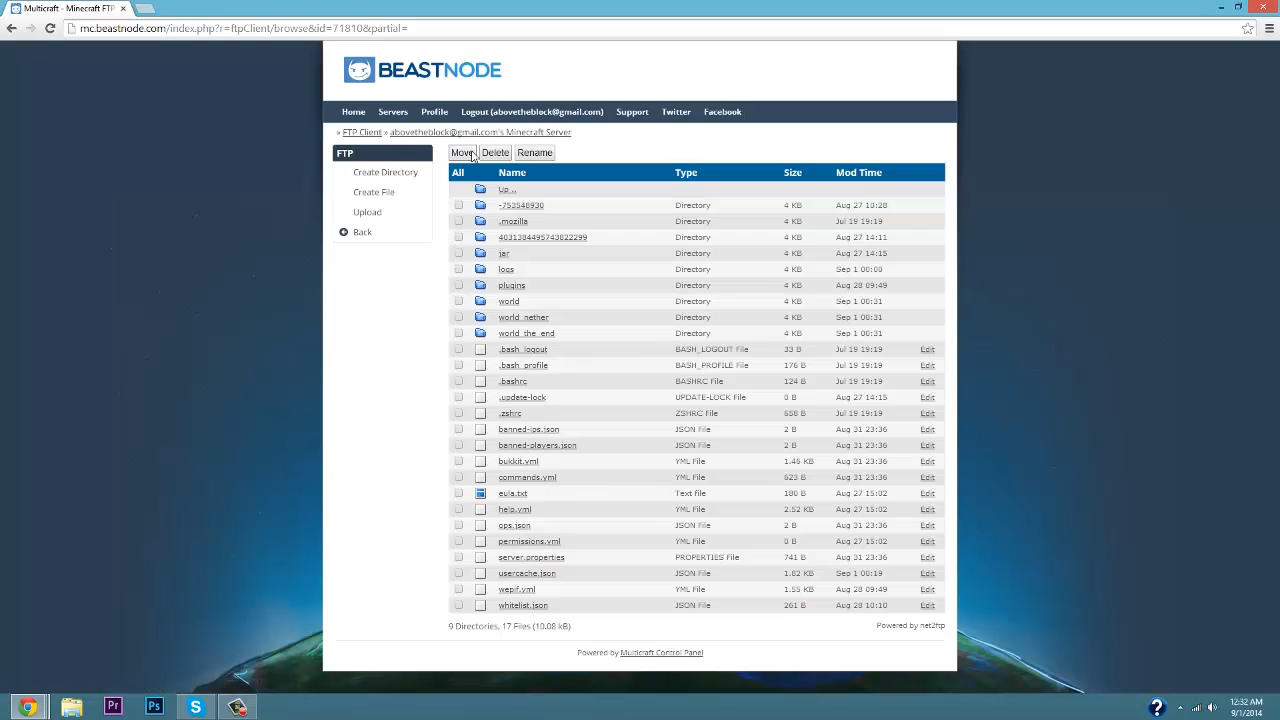 Multicraft - Minecraft FTP
mc.beastnode.com/index.php?r=ftpClient/browse&id=71810&partial=
BEASTNODE
Home Servers Profile Logout (abovetheblock@gmail.com) Support Twitter Facebook
» FTP Client » abovetheblock@gmail.com's Minecraft Server
FTP
Create Directory
Create File
Upload
Back
Move Delete Rename
All Name Type Size Mod Time
Up ..
-753548930 Directory 4 KB Aug 27 10:28
.mozilla Directory 4 KB Jul 19 19:19
4031384495743822299 Directory 4 KB Aug 27 14:11
jar Directory 4 KB Aug 27 14:15
logs Directory 4 KB Sep 1 00:00
plugins Directory 4 KB Aug 28 09:49
world Directory 4 KB Sep 1 00:31
world_nether Directory 4 KB Sep 1 00:31
world_the_end Directory 4 KB Sep 1 00:31
.bash_logout BASH_LOGOUT File 33 B Jul 19 19:19 Edit
.bash_profile BASH_PROFILE File 176 B Jul 19 19:19 Edit
.bashrc BASHRC File 124 B Jul 19 19:19 Edit
.update-lock UPDATE-LOCK File 0 B Aug 27 14:15 Edit
.zshrc ZSHRC File 658 B Jul 19 19:19 Edit
banned-ips.json JSON File 2 B Aug 31 23:36 Edit
banned-players.json JSON File 2 B Aug 31 23:36 Edit
bukkit.yml YML File 1.46 KB Aug 31 23:36 Edit
commands.yml YML File 623 B Aug 31 23:36 Edit
eula.txt Text file 180 B Aug 27 15:02 Edit
help.yml YML File 2.52 KB Aug 27 15:02 Edit
ops.json JSON File 2 B Aug 31 23:36 Edit
permissions.yml YML File 0 B Aug 27 15:02 Edit
server.properties PROPERTIES File 741 B Aug 31 23:36 Edit
usercache.json JSON File 1.82 KB Sep 1 00:19 Edit
wepif.yml YML File 1.55 KB Aug 28 09:49 Edit
whitelist.json JSON File 261 B Aug 28 10:10 Edit
9 Directories, 17 Files (10.08 kB)
Powered by net2ftp
Powered by Multicraft Control Panel
Pr Ps S ?
12:32 AM
9/1/2014